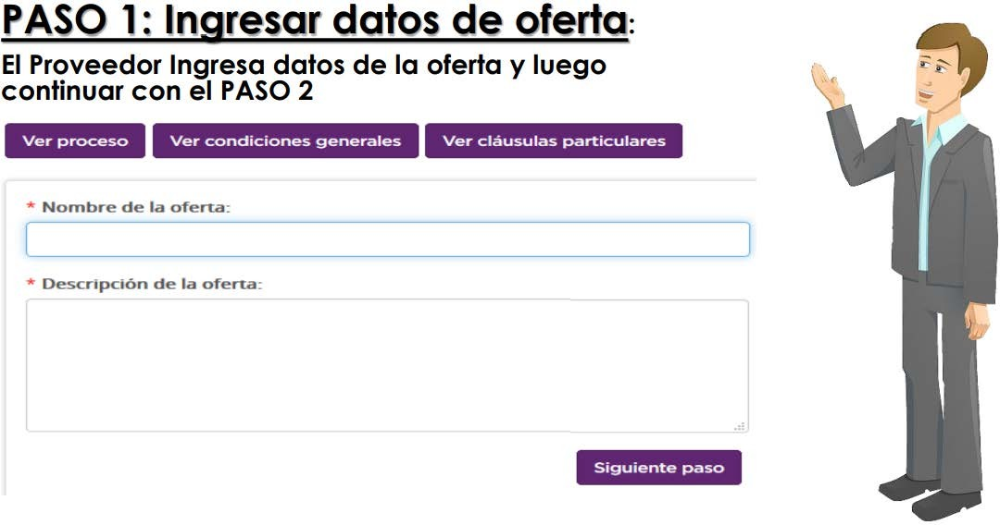 PASO 1: Ingresar datos de oferta:
El Proveedor Ingresa datos de la oferta y luego
continuar con el PASO 2
Ver proceso
Ver condiciones generales
Ver cláusulas particulares
* Nombre de la oferta:
* Descripción de la oferta:
Siguiente paso